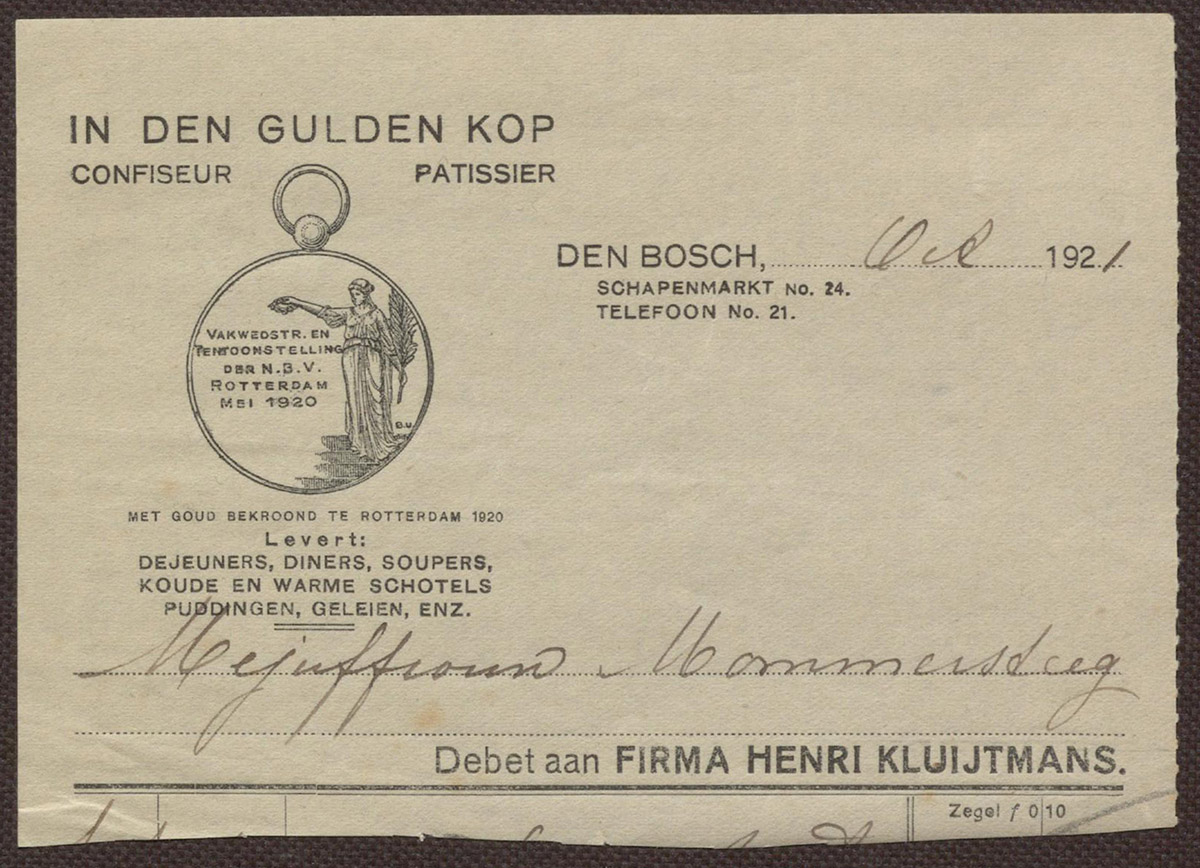 IN DEN GULDEN KOP
CONFISEUR PATISSIER
DEN BOSCH, Oct 1921
SCHAPENMARKT No. 24.
TELEFOON No. 21.
VAKWEDSTR. EN
TENTOONSTELLING
DER N.B.V.
ROTTERDAM
MEI 1920
B.U.
MET GOUD BEKROOND TE ROTTERDAM 1920
Levert:
DEJEUNERS, DINERS, SOUPERS,
KOUDE EN WARME SCHOTELS
PUDDINGEN, GELEIEN, ENZ.
Mejuffrouw Mommersteeg
Debet aan FIRMA HENRI KLUIJTMANS.
Zegel ƒ 0 10